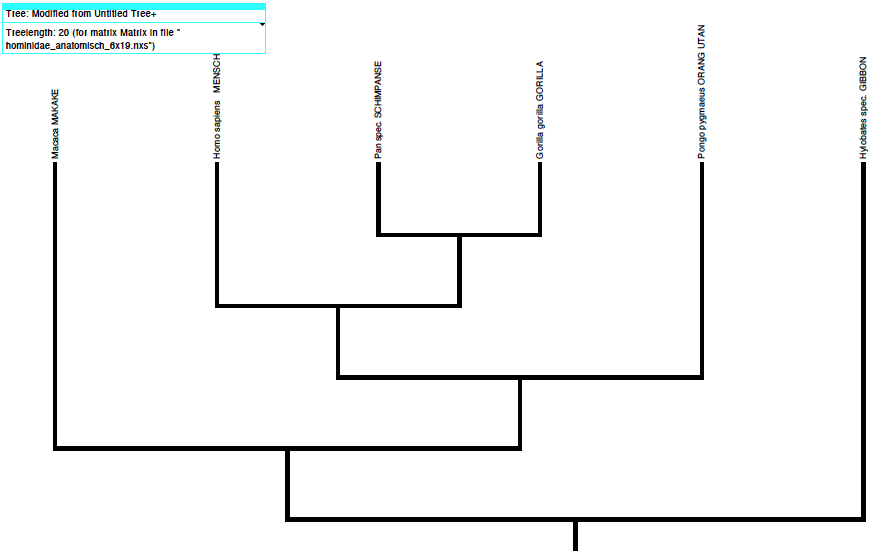 Tree: Modified from Untitled Tree+
Treelength: 20 (for matrix Matrix in file "
hominidae_anatomisch_6x19.nxs")
Macaca MAKAKE
Homo sapiens MENSCH
Pan spec. SCHIMPANSE
Gorilla gorilla GORILLA
Pongo pygmaeus ORANG UTAN
Hylobates spec. GIBBON